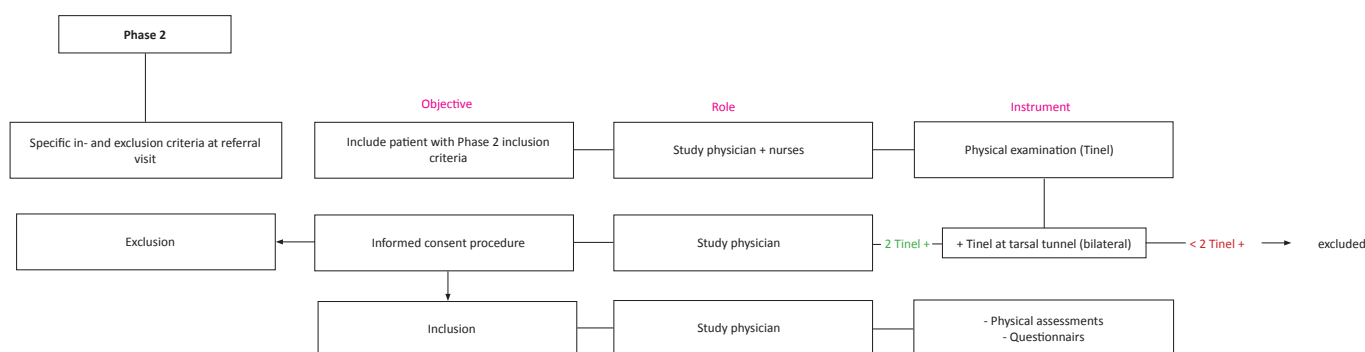 Phase 2
Objective
Role
Instrument
Specific in- and exclusion criteria at referral
visit
Include patient with Phase 2 inclusion
criteria
Study physician + nurses
Physical examination (Tinel)
Exclusion
Informed consent procedure
Study physician
2 Tinel +
+ Tinel at tarsal tunnel (bilateral)
< 2 Tinel +
excluded
Inclusion
Study physician
- Physical assessments
- Questionnairs